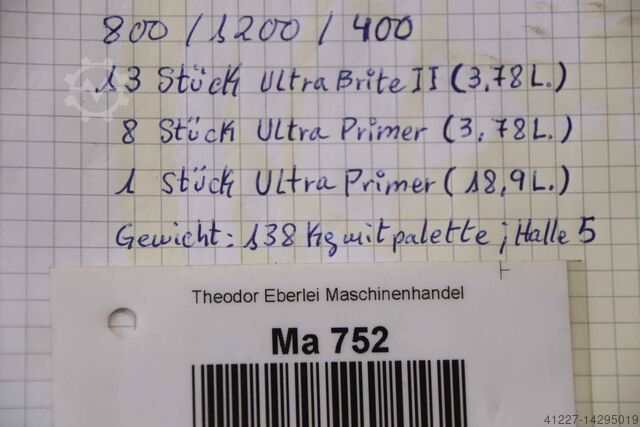 800 / 1200 / 400
13 Stück Ultra Brite II (3,78 L.)
8 Stück Ultra Primer (3,78 L.)
1 Stück Ultra Primer (18,9 L.)
Gewicht: 138 Kg mit palette ; Halle 5
Theodor Eberlei Maschinenhandel
Ma 752
41227-14295019